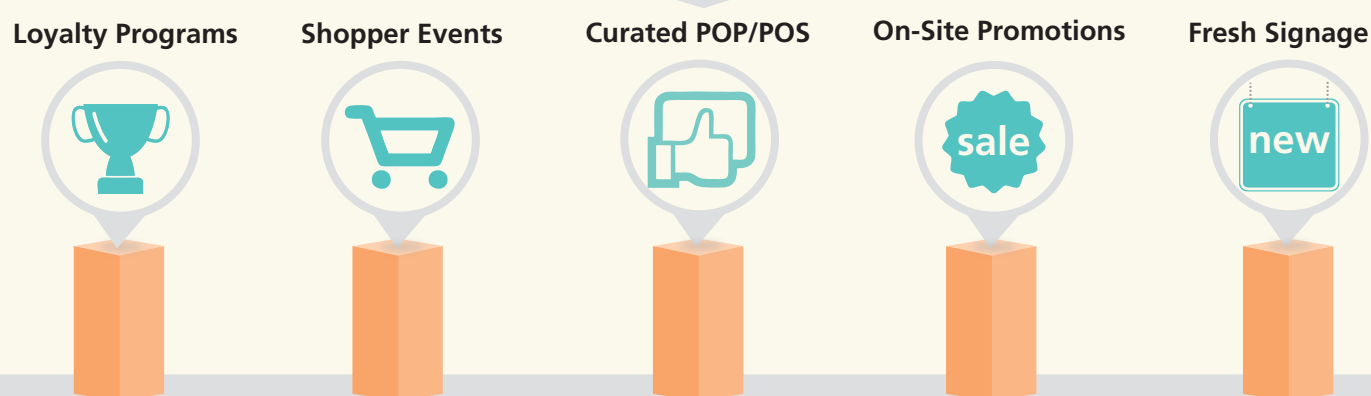 Loyalty Programs
Shopper Events
Curated POP/POS
On-Site Promotions
Fresh Signage
sale
new